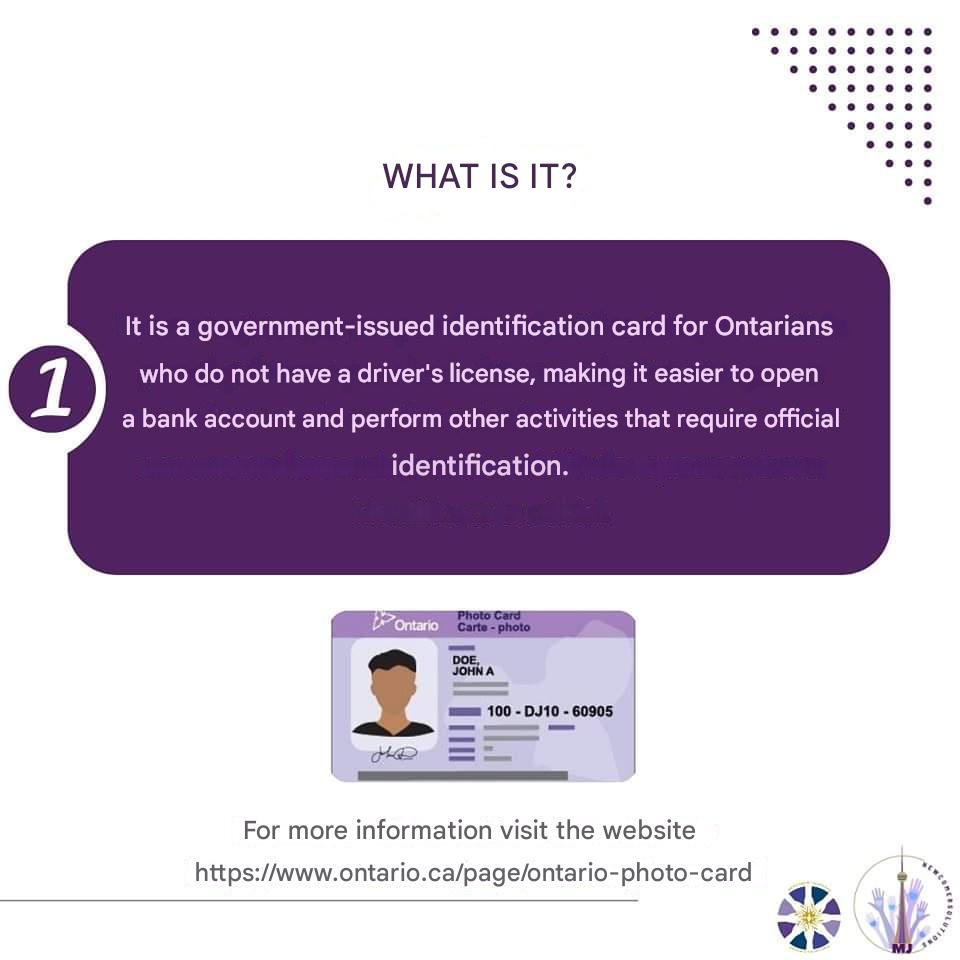 WHAT IS IT?
1
It is a government-issued identification card for Ontarians
who do not have a driver's license, making it easier to open
a bank account and perform other activities that require official
identification.
Ontario
Photo Card
Carte - photo
DOE,
JOHN A
100 - DJ10 - 60905
For more information visit the website
https://www.ontario.ca/page/ontario-photo-card
NEWCOMERSOLUTIONS
MJ